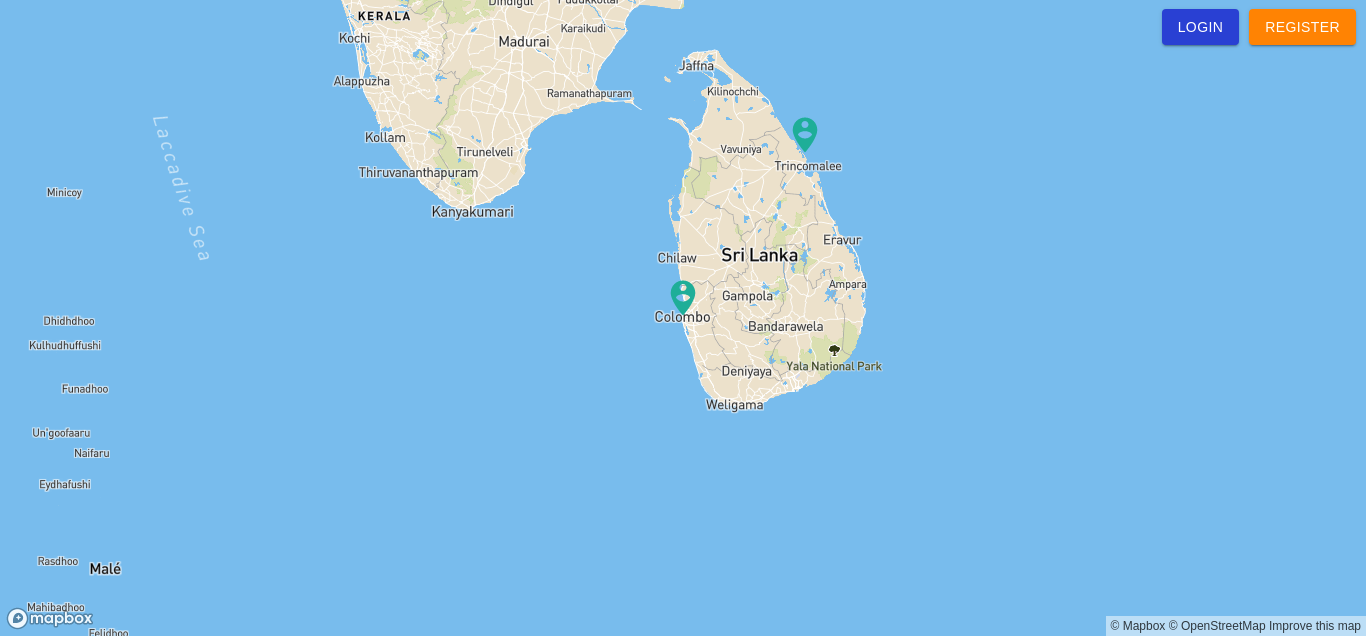 Dindigul
Pudukkottai
KERALA
LOGIN
REGISTER
Karaikudi
Kochi
Madurai
Jaffna
Alappuzha
Ramanathapuram
Kilinochchi
Laccadive Sea
Kollam
Tirunelveli
Vavuniya
Thiruvananthapuram
Trincomalee
Minicoy
Kanyakumari
Eravur
Sri Lanka
Chilaw
Ampara
Gampola
Colombo
Dhidhdhoo
Bandarawela
Kulhudhuffushi
Yala National Park
Deniyaya
Funadhoo
Weligama
Un'goofaaru
Naifaru
Eydhafushi
Rasdhoo
Malé
Mahibadhoo
mapbox
© Mapbox © OpenStreetMap Improve this map
Felidhoo